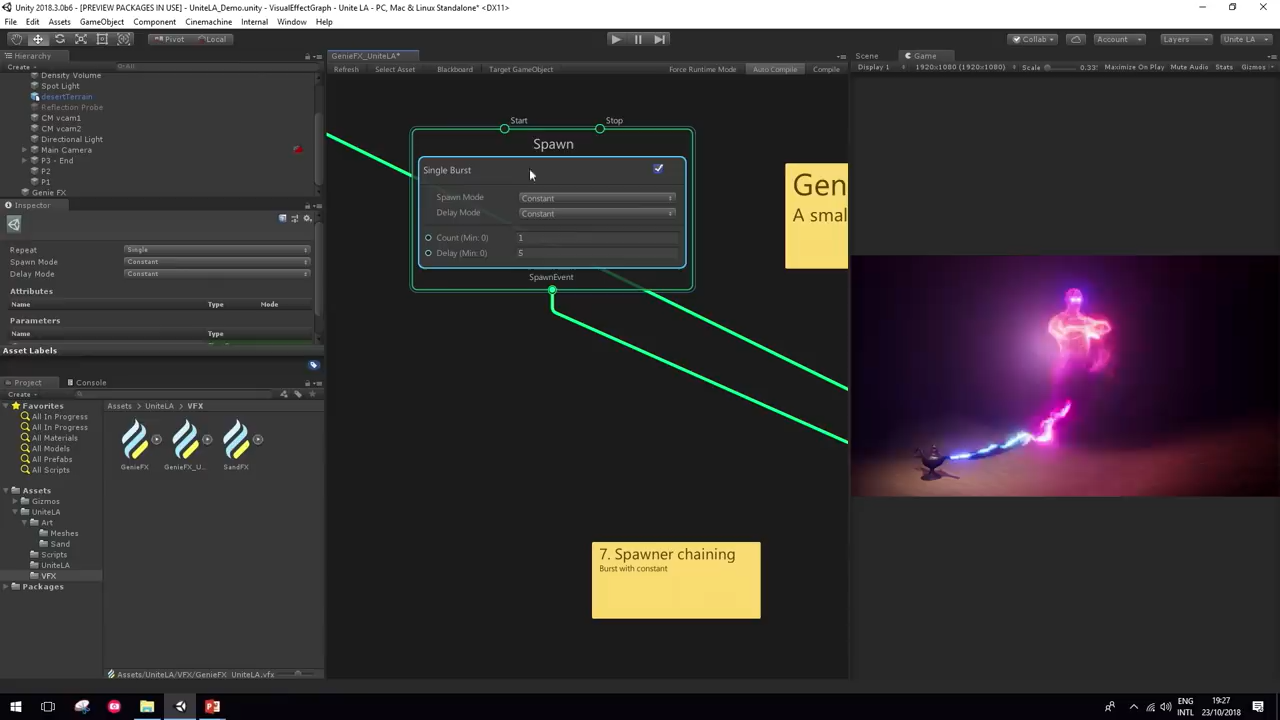 Unity 2018.3.0b6 - [PREVIEW PACKAGES IN USE] - UniteLA_Demo.unity - VisualEffectGraph - Unite LA - PC, Mac & Linux Standalone* <DX11>
File Edit Assets GameObject Component Cinemachine Internal Window Help
Pivot Local Collab Account Layers Unite LA
Hierarchy
Create All
Density Volume
Spot Light
desertTerrain
Reflection Probe
CM vcam1
CM vcam2
Directional Light
Main Camera
P3 - End
P2
P1
Genie FX
Inspector
Repeat Single
Spawn Mode Constant
Delay Mode Constant
Attributes
Name Type Mode
Parameters
Name Type
Asset Labels
GenieFX_UniteLA*
Refresh Select Asset Blackboard Target GameObject Force Runtime Mode Auto Compile Compile
Start Stop
Spawn
Single Burst
Spawn Mode Constant
Delay Mode Constant
Count (Min: 0) 1
Delay (Min: 0) 5
SpawnEvent
Gen
A smal
7. Spawner chaining
Burst with constant
Scene Game
Display 1 1920x1080 (1920x1080) Scale 0.33 Maximize On Play Mute Audio Stats Gizmos
Project Console
Create
Favorites
All In Progress
All In Progress
All Materials
All Models
All Prefabs
All Scripts
Assets
Gizmos
UniteLA
Art
Meshes
Sand
Scripts
UniteLA
VFX
Packages
Assets UniteLA VFX
GenieFX GenieFX_U... SandFX
Assets/UniteLA/VFX/GenieFX_UniteLA.vfx
ENG
INTL
19:27
23/10/2018